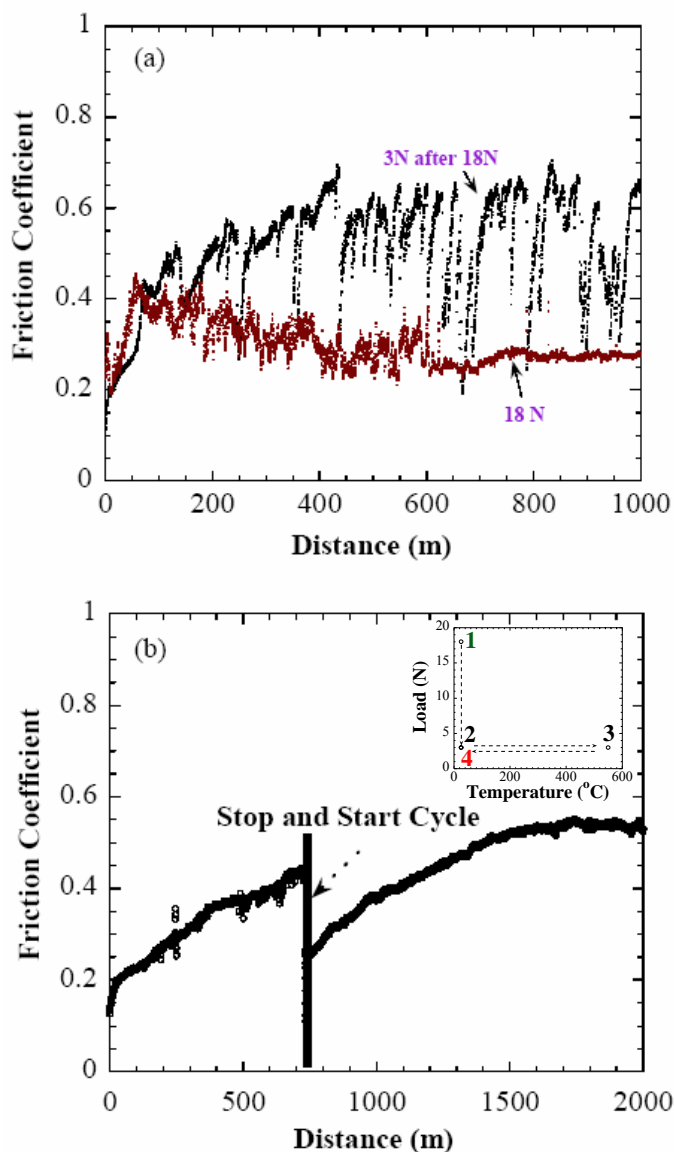 (a)
1
0.8
0.6
0.4
0.2
0
Friction Coefficient
3N after 18N
18 N
0 200 400 600 800 1000
Distance (m)
(b)
1
0.8
0.6
0.4
0.2
0
Friction Coefficient
Stop and Start Cycle
20
15
10
5
0
Load (N)
1
2
3
4
0 200 400 600
Temperature (°C)
0 500 1000 1500 2000
Distance (m)